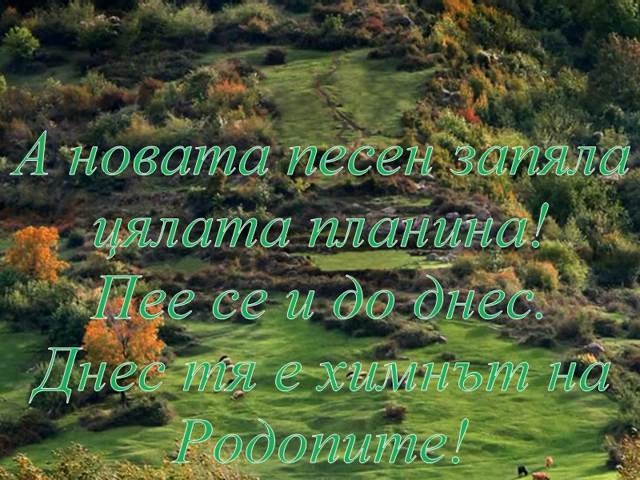 А новата песен запяла
цялата планина!
Пее се и до днес.
Днес тя е химнът на
Родопите!